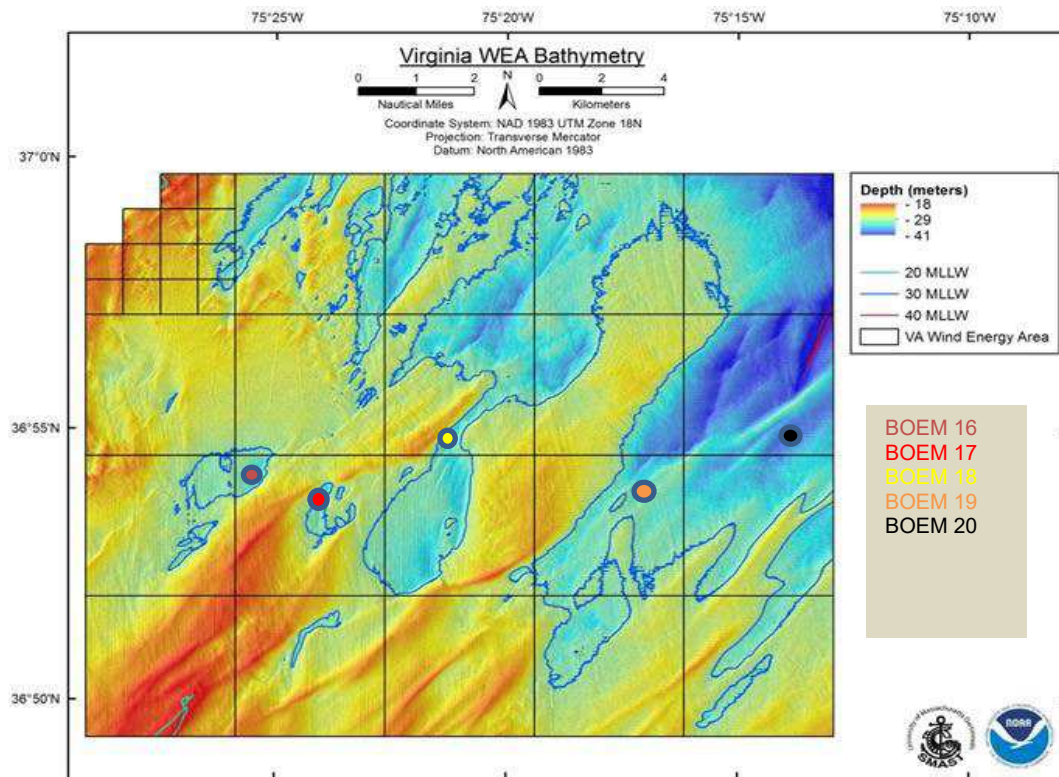 75°25'W 75°20'W 75°15'W 75°10'W
Virginia WEA Bathymetry
0 1 2 N 0 2 4
Nautical Miles Kilometers
Coordinate System: NAD 1983 UTM Zone 18N
Projection: Transverse Mercator
Datum: North American 1983
37°0'N
Depth (meters)
- 18
- 29
- 41
20 MLLW
30 MLLW
40 MLLW
VA Wind Energy Area
36°55'N
BOEM 16
BOEM 17
BOEM 18
BOEM 19
BOEM 20
36°50'N
SMAST
NOAA